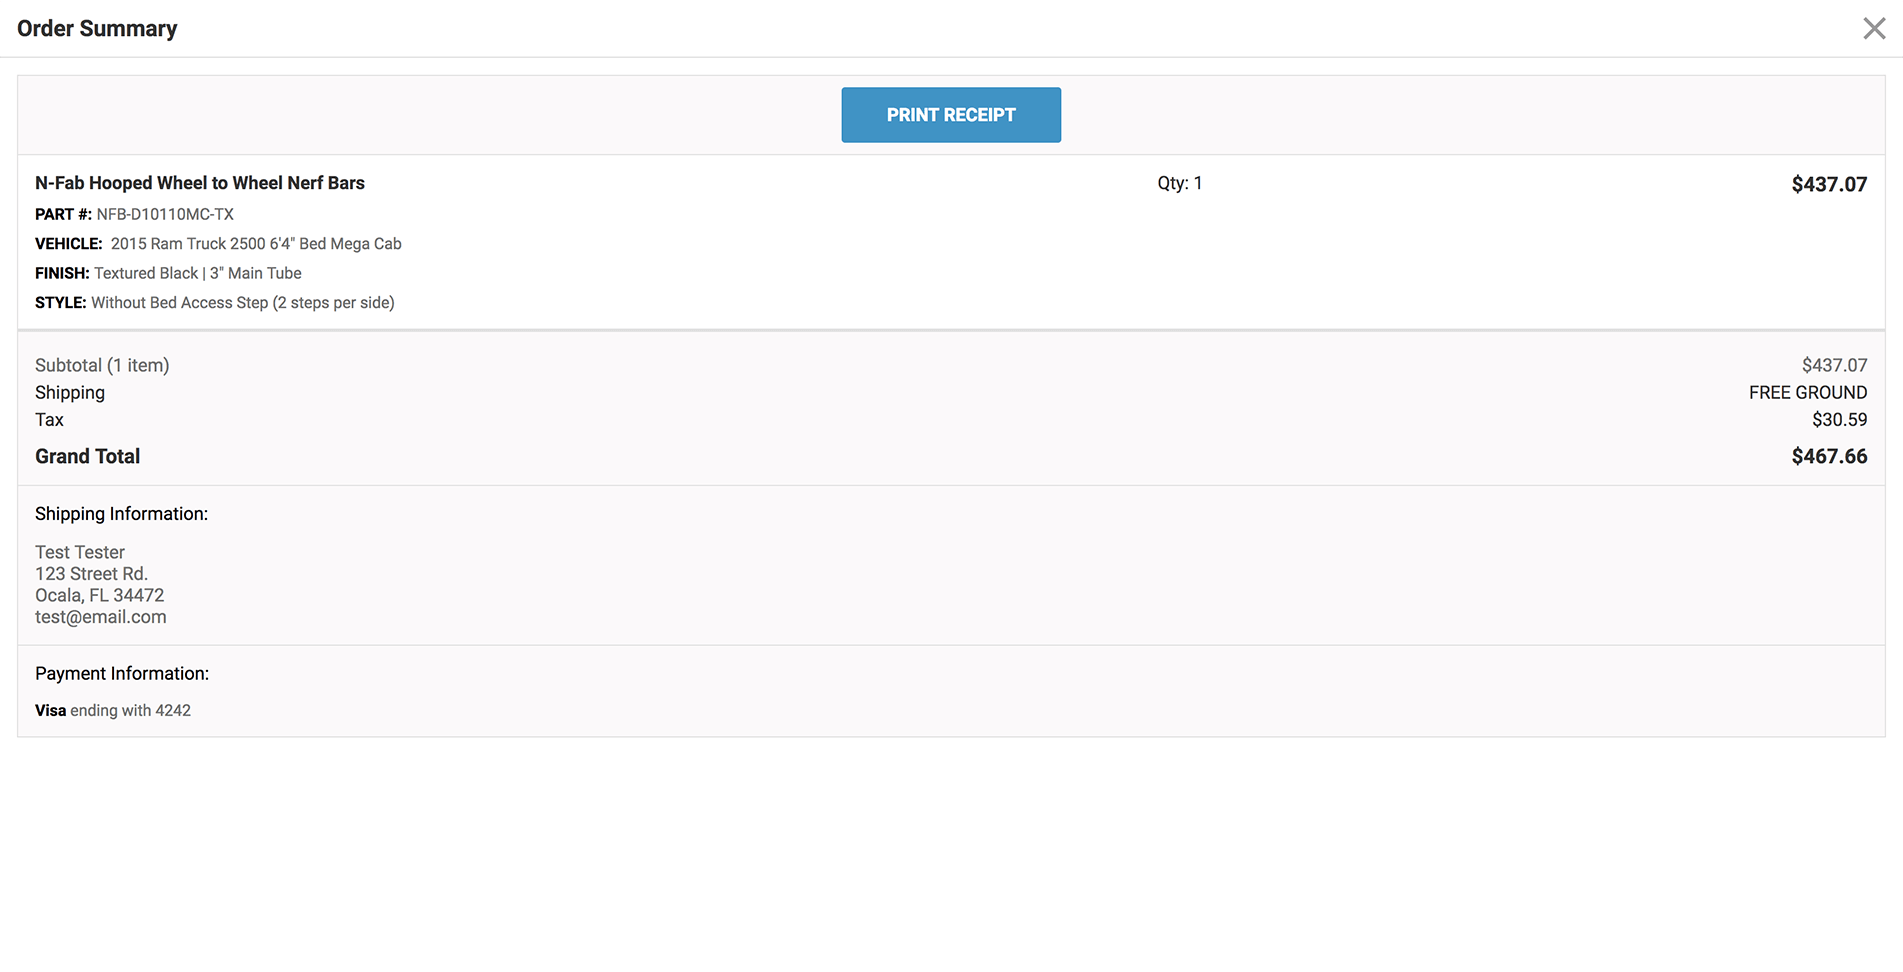 Order Summary
PRINT RECEIPT
N-Fab Hooped Wheel to Wheel Nerf Bars Qty: 1 $437.07
PART #: NFB-D10110MC-TX
VEHICLE: 2015 Ram Truck 2500 6'4" Bed Mega Cab
FINISH: Textured Black | 3" Main Tube
STYLE: Without Bed Access Step (2 steps per side)
Subtotal (1 item) $437.07
Shipping FREE GROUND
Tax $30.59
Grand Total $467.66
Shipping Information:
Test Tester
123 Street Rd.
Ocala, FL 34472
test@email.com
Payment Information:
Visa ending with 4242